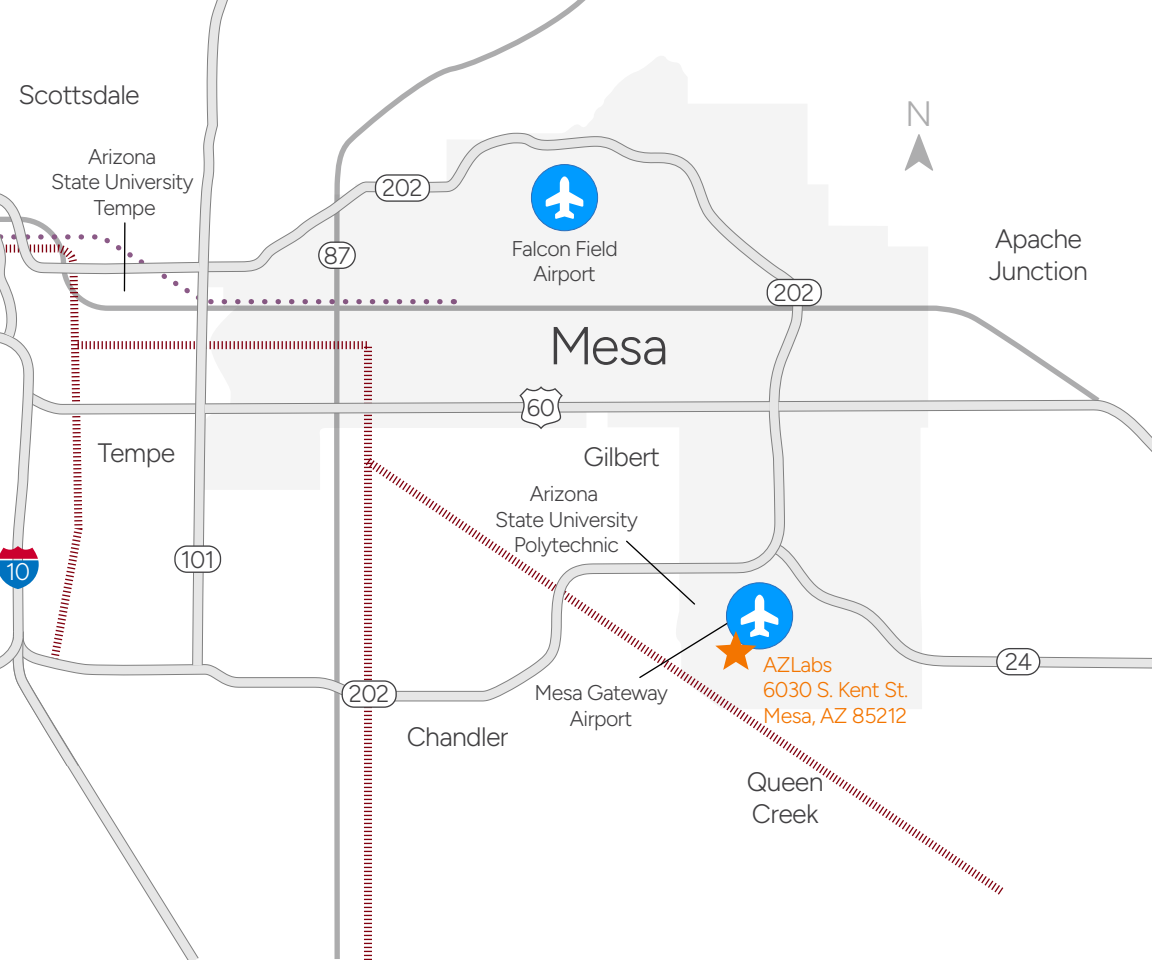 Scottsdale
N
Arizona
State University
Tempe
202
87
Falcon Field
Airport
Apache
Junction
202
Mesa
60
Tempe
Gilbert
Arizona
State University
Polytechnic
101
10
AZLabs
6030 S. Kent St.
Mesa, AZ 85212
24
202
Mesa Gateway
Airport
Chandler
Queen
Creek